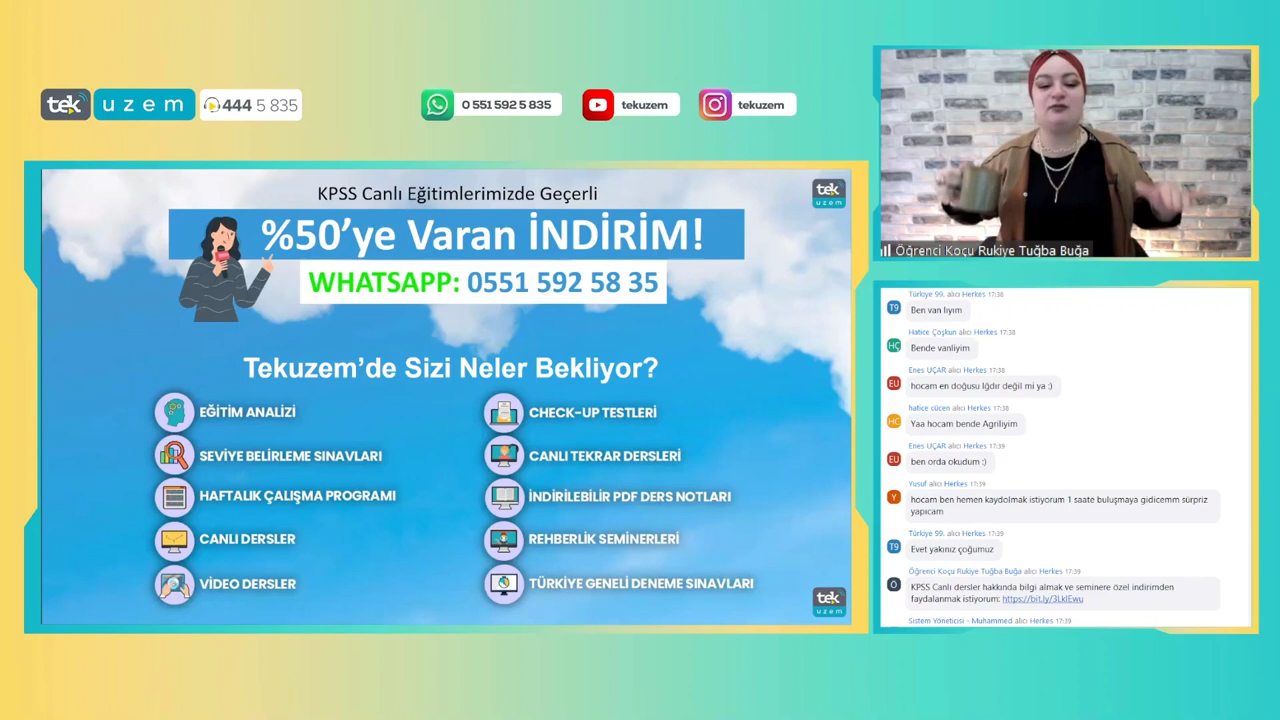 tek uzem 444 5 835
0 551 592 5 835
tekuzem
tekuzem
KPSS Canlı Eğitimlerimizde Geçerli
%50’ye Varan İNDİRİM!
WHATSAPP: 0551 592 58 35
tek
uzem
Tekuzem’de Sizi Neler Bekliyor?
EĞİTİM ANALİZİ
SEVİYE BELİRLEME SINAVLARI
HAFTALIK ÇALIŞMA PROGRAMI
CANLI DERSLER
VİDEO DERSLER
CHECK-UP TESTLERİ
CANLI TEKRAR DERSLERİ
İNDİRİLEBİLİR PDF DERS NOTLARI
REHBERLİK SEMİNERLERİ
TÜRKİYE GENELİ DENEME SINAVLARI
tek
uzem
Öğrenci Koçu Rukiye Tuğba Buğa
Türkiye 99. alıcı Herkes 17:38
T9
Ben van lıyım
Hatice Çoşkun alıcı Herkes 17:38
HÇ
Bende vanliyim
Enes UÇAR alıcı Herkes 17:38
EU
hocam en doğusu Iğdır değil mi ya :)
hatice cücen alıcı Herkes 17:38
HC
Yaa hocam bende Agriliyim
Enes UÇAR alıcı Herkes 17:39
EU
ben orda okudum :)
Yusuf alıcı Herkes 17:39
Y
hocam ben hemen kaydolmak istiyorum 1 saate buluşmaya gidicemm sürpriz
yapıcam
Türkiye 99. alıcı Herkes 17:39
T9
Evet yakınız çoğumuz
Öğrenci Koçu Rukiye Tuğba Buğa alıcı Herkes 17:39
Ö
KPSS Canlı dersler hakkında bilgi almak ve seminere özel indirimden
faydalanmak istiyorum: https://bit.ly/3LkIEwu
Sistem Yöneticisi - Muhammed alıcı Herkes 17:39